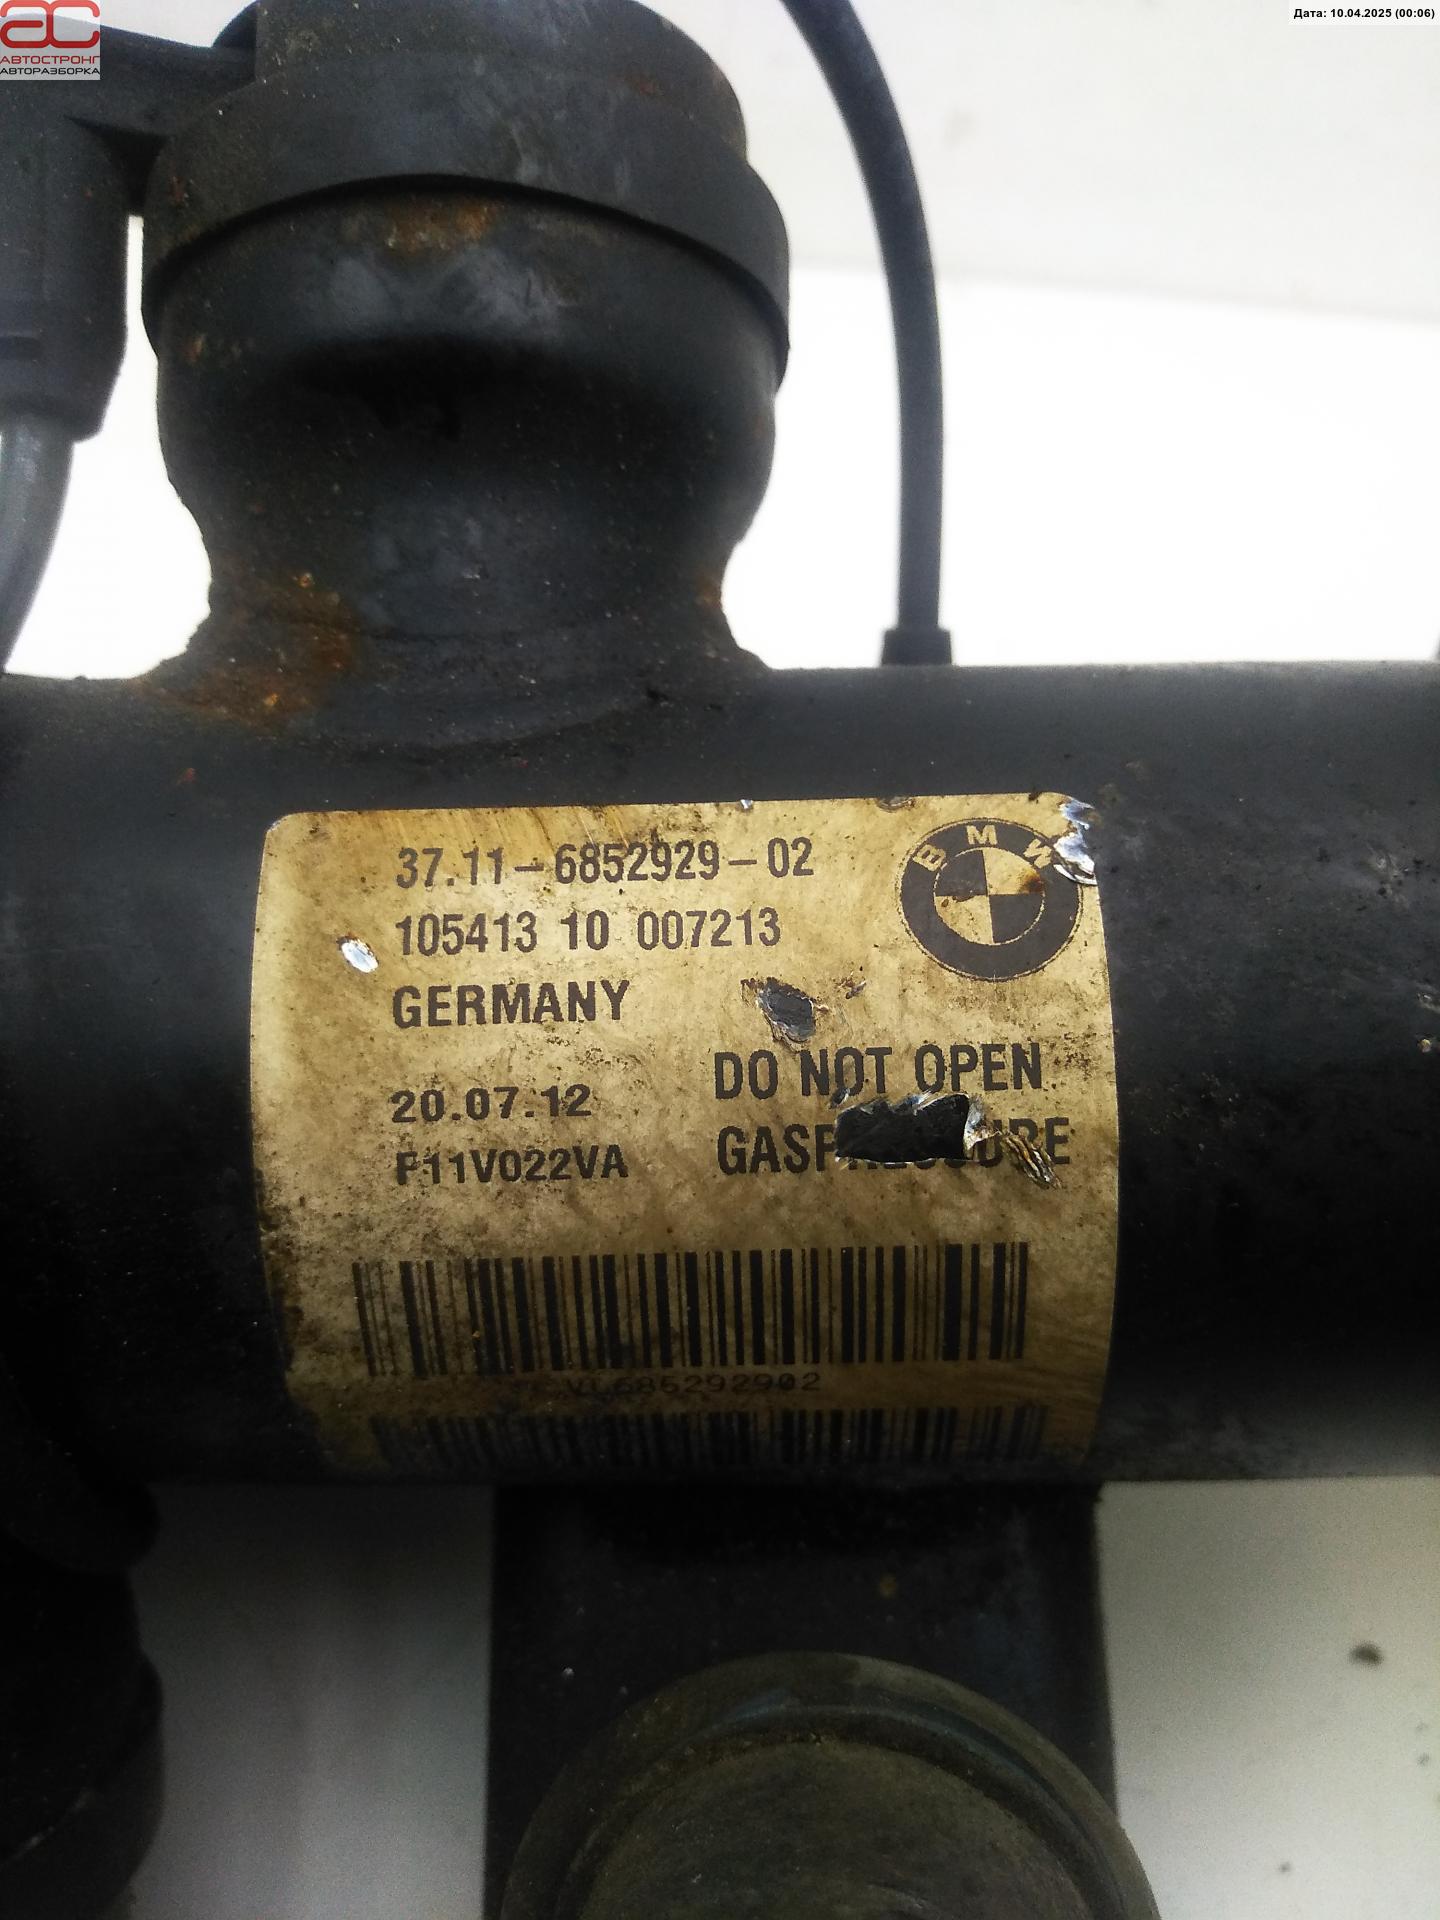 Дата: 10.04.2025 (00:06)
АВТОСТРОНГ
АВТОРАЗБОРКА
37.11-6852929-02
BMW
105413 10 007213
GERMANY
DO NOT OPEN
20.07.12
F11V022VA
VL685292902